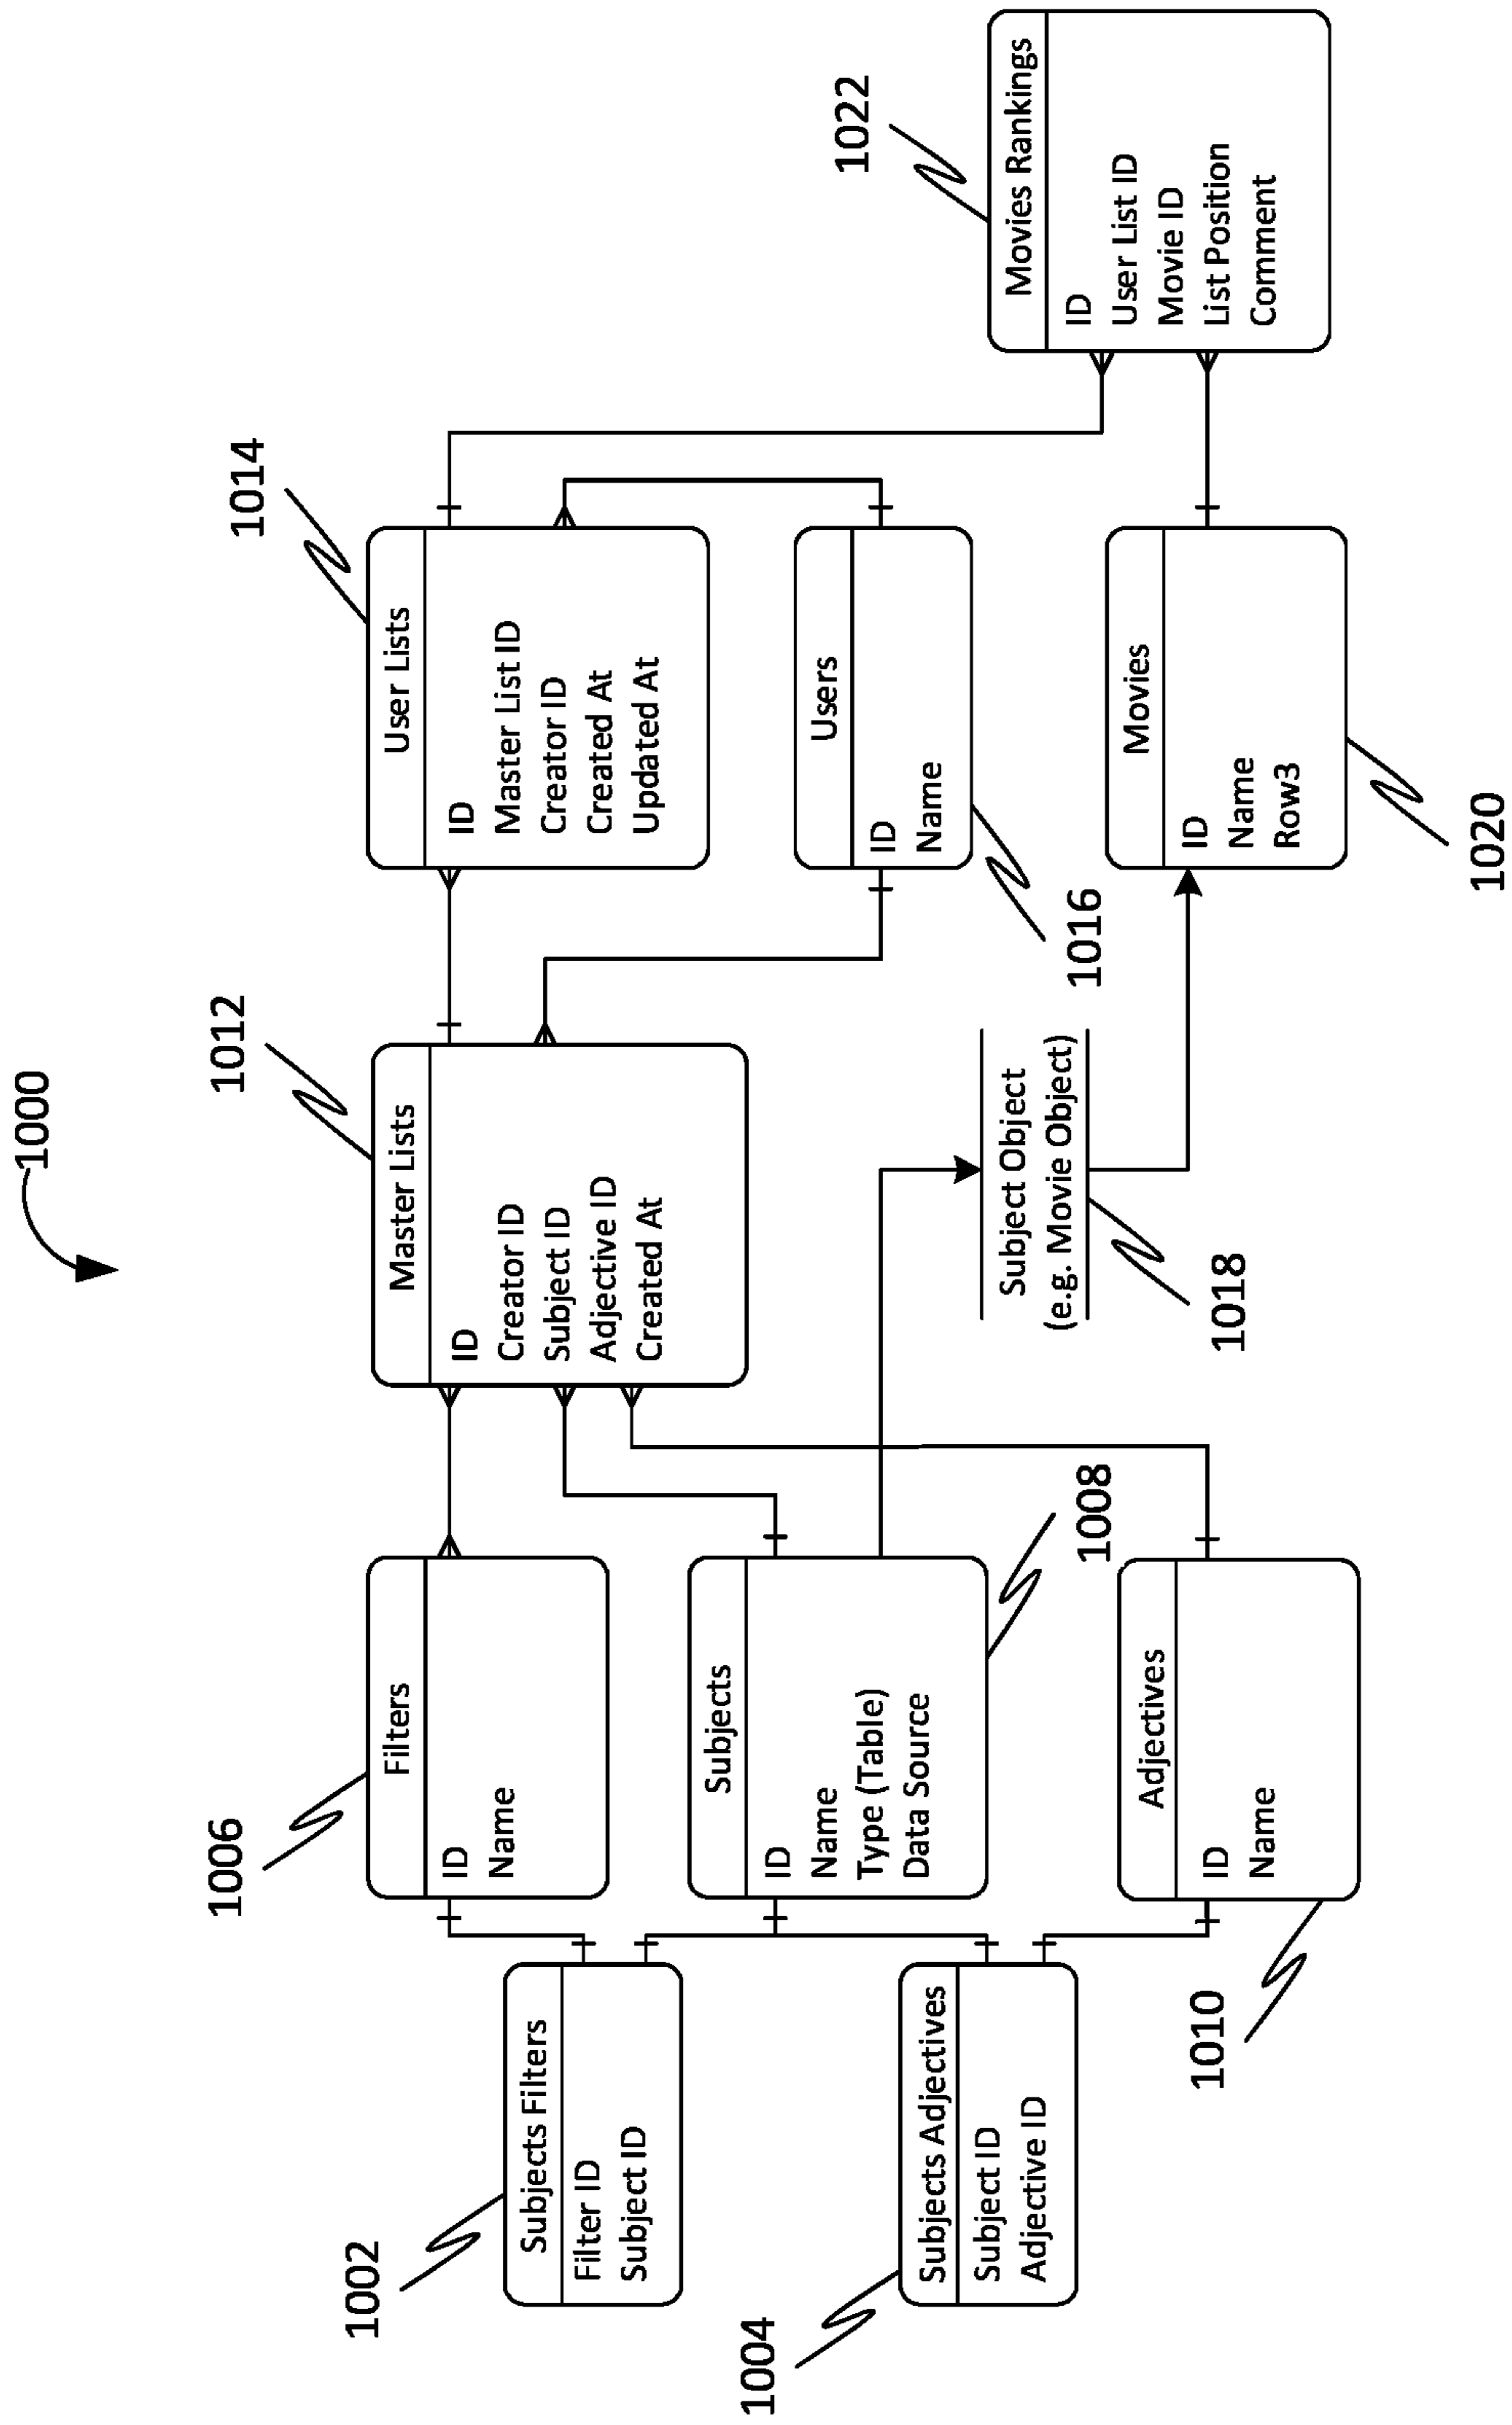 1000
1002
Subjects Filters
Filter ID
Subject ID
1004
Subjects Adjectives
Subject ID
Adjective ID
1006
Filters
ID
Name
Subjects
ID
Name
Type (Table)
Data Source
1008
Adjectives
ID
Name
1010
1012
Master Lists
ID
Creator ID
Subject ID
Adjective ID
Created At
Subject Object
(e.g. Movie Object)
1018
1014
User Lists
ID
Master List ID
Creator ID
Created At
Updated At
Users
ID
Name
1016
Movies
ID
Name
Row3
1020
1022
Movies Rankings
ID
User List ID
Movie ID
List Position
Comment